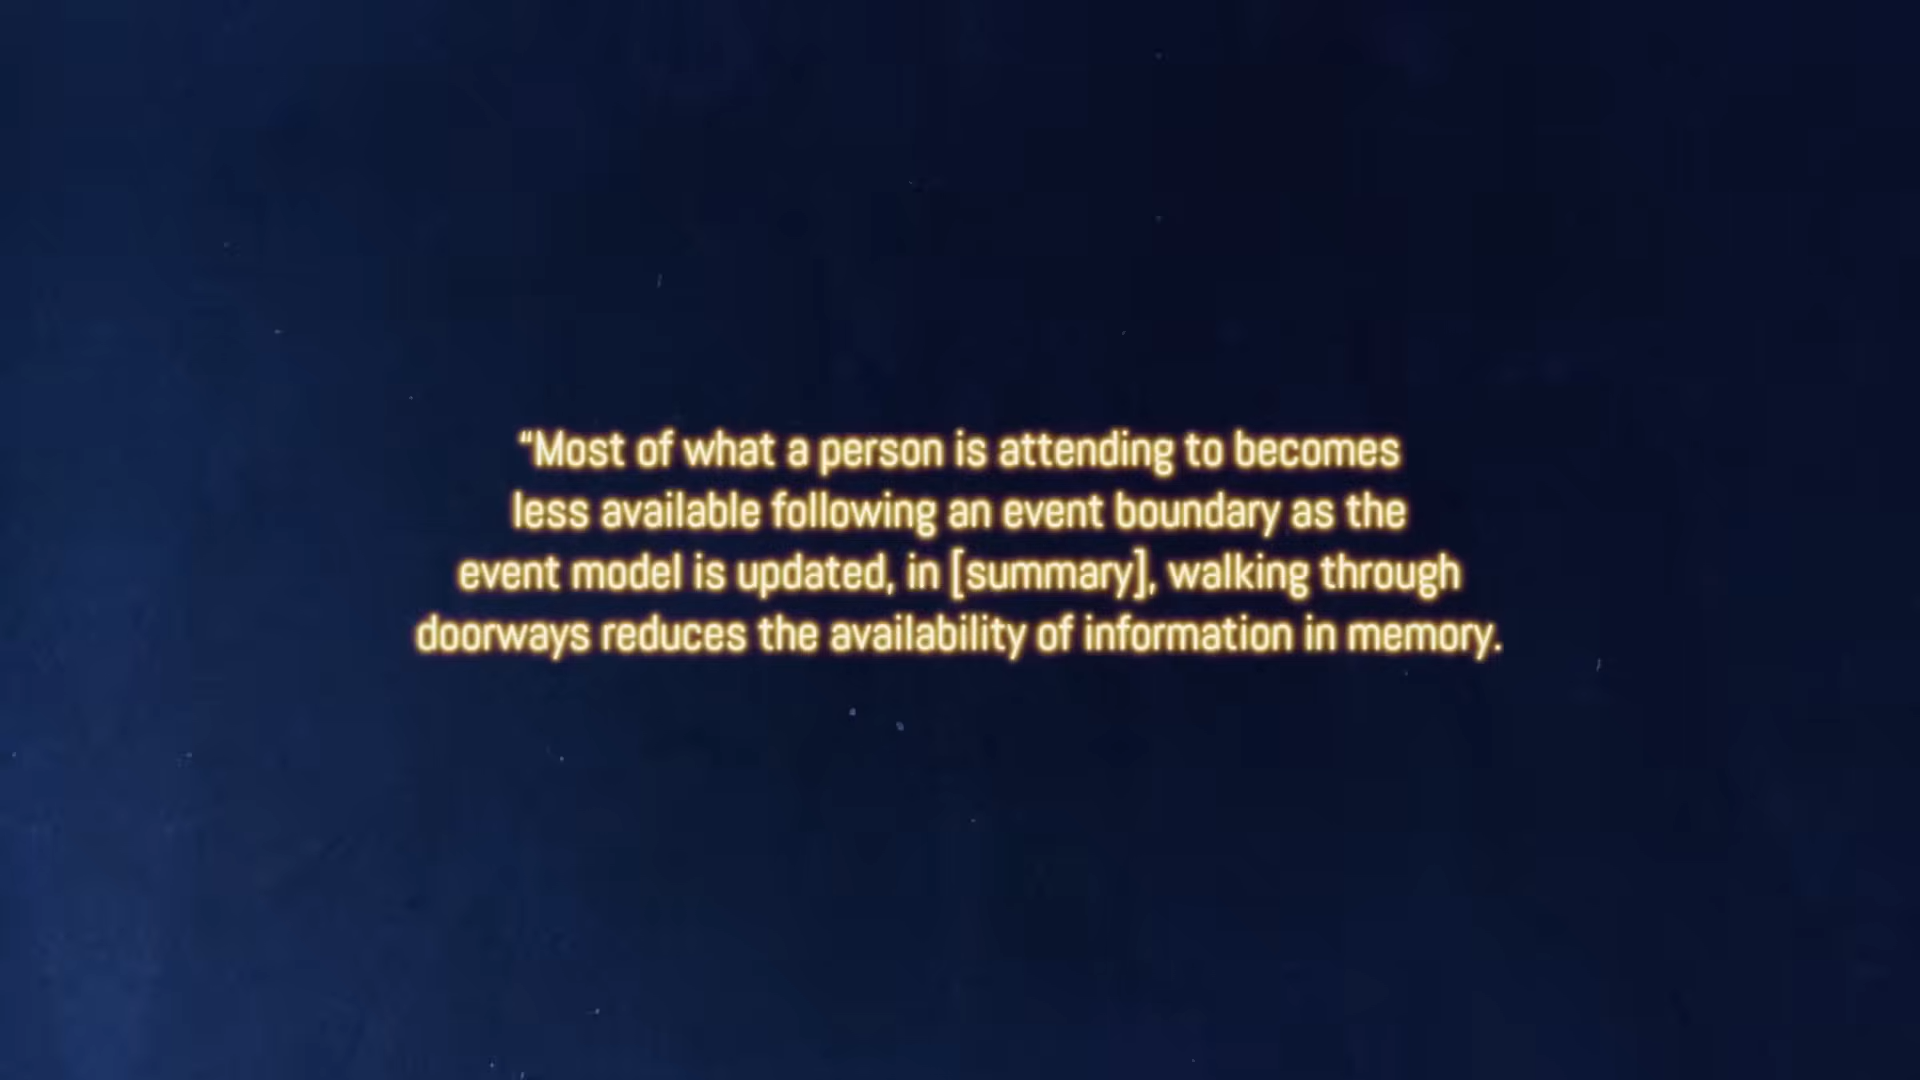 “Most of what a person is attending to becomes
less available following an event boundary as the
event model is updated, in [summary], walking through
doorways reduces the availability of information in memory.